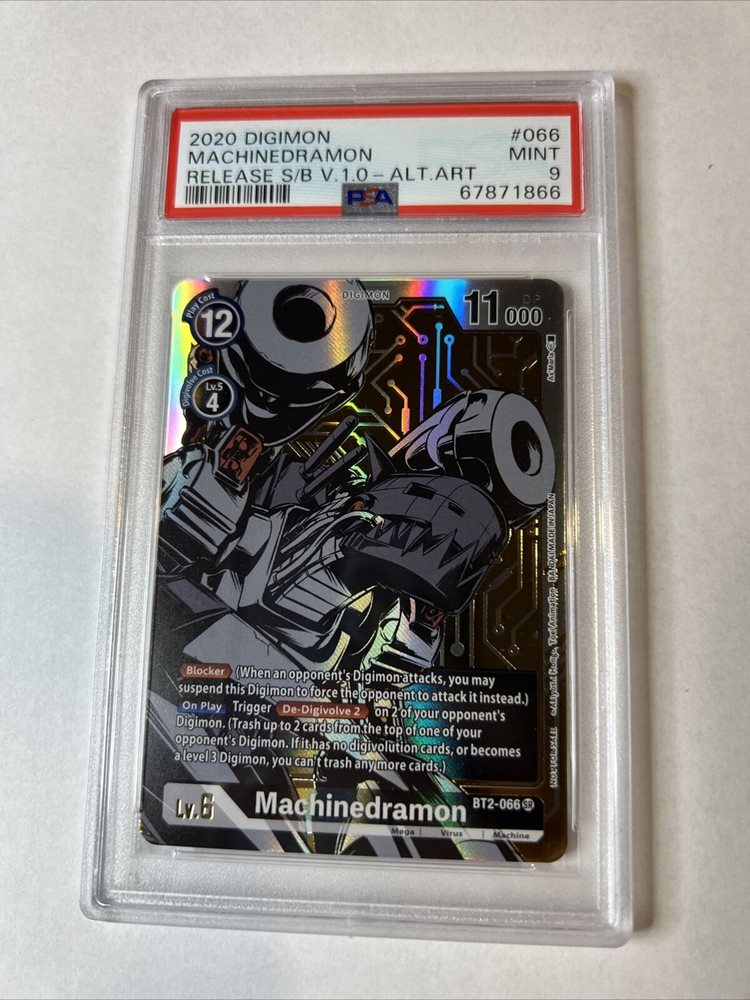 2020 DIGIMON #066
MACHINEDRAMON MINT
RELEASE S/B V.1.0 – ALT.ART 9
PSA 67871866
DIGIMON
Play Cost
12
11000
DP
Digivolve Cost
Lv.5
4
Blocker (When an opponent's Digimon attacks, you may
suspend this Digimon to force the opponent to attack it instead.)
On Play Trigger De-Digivolve 2 on 2 of your opponent's
Digimon. (Trash up to 2 cards from the top of one of your
opponent's Digimon. If it has no digivolution cards, or becomes
a level 3 Digimon, you can't trash any more cards.)
NOT FOR SALE
Lv.6 Machinedramon BT2-066 SR
Mega | Virus | Machine